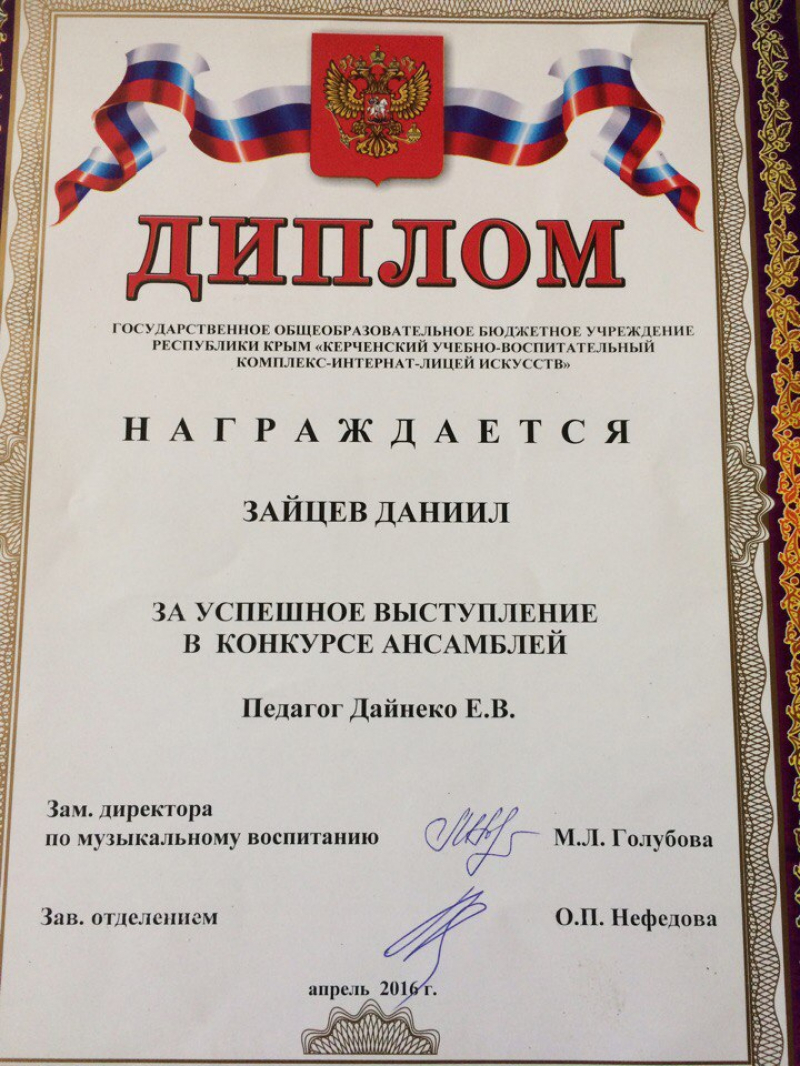 ДИПЛОМ
ГОСУДАРСТВЕННОЕ ОБЩЕОБРАЗОВАТЕЛЬНОЕ БЮДЖЕТНОЕ УЧРЕЖДЕНИЕ
РЕСПУБЛИКИ КРЫМ «КЕРЧЕНСКИЙ УЧЕБНО-ВОСПИТАТЕЛЬНЫЙ
КОМПЛЕКС-ИНТЕРНАТ-ЛИЦЕЙ ИСКУССТВ»
НАГРАЖДАЕТСЯ
ЗАЙЦЕВ ДАНИИЛ
ЗА УСПЕШНОЕ ВЫСТУПЛЕНИЕ
В КОНКУРСЕ АНСАМБЛЕЙ
Педагог Дайнеко Е.В.
Зам. директора
по музыкальному воспитанию М.Л. Голубова
Зав. отделением О.П. Нефедова
апрель 2016 г.